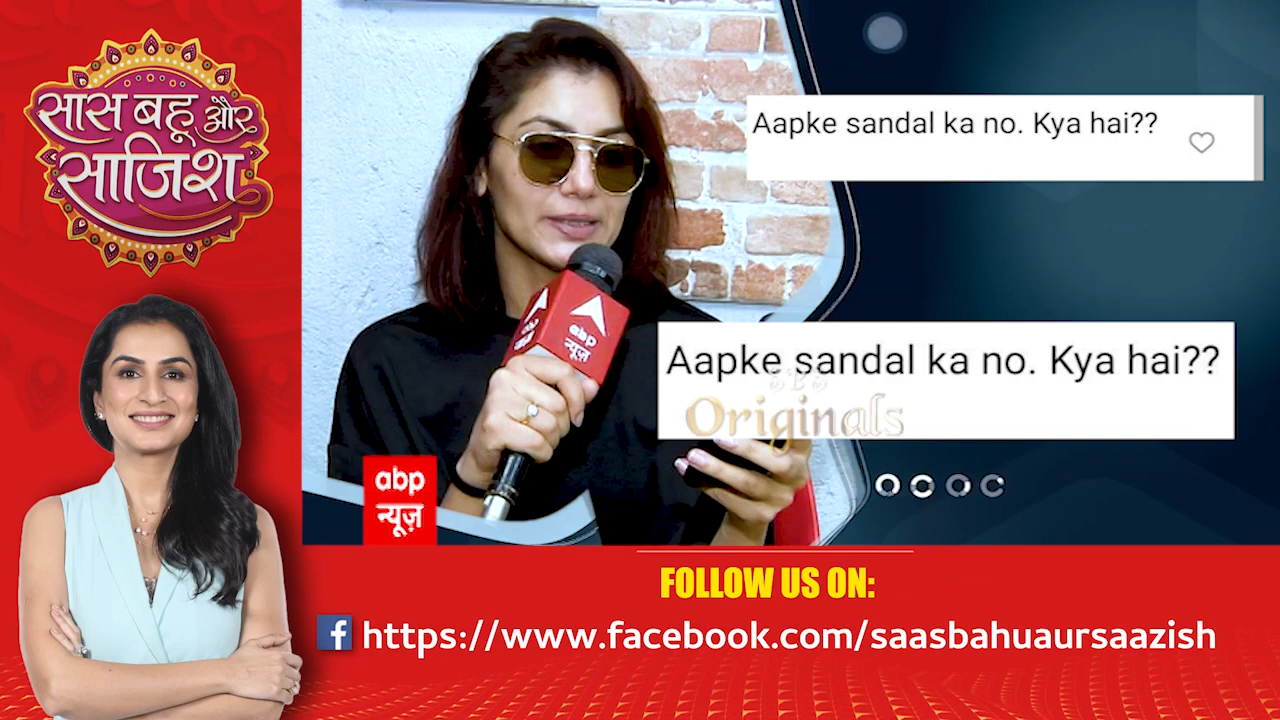 सास बहू और
साजिश
Aapke sandal ka no. Kya hai??
abp
न्यूज़
Aapke sandal ka no. Kya hai??
SBS
Originals
abp
न्यूज़
FOLLOW US ON:
f https://www.facebook.com/saasbahuaursaazish